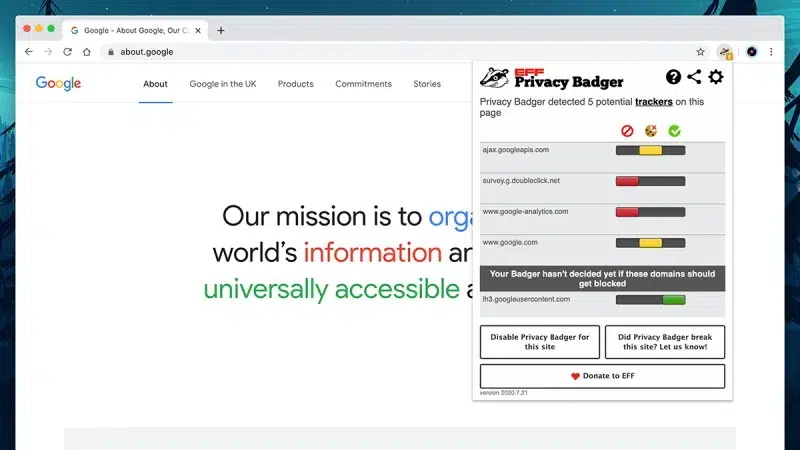 Google - About Google, Our C
about.google
Google
About
Google in the UK
Products
Commitments
Stories
EFF
Privacy Badger
Privacy Badger detected 5 potential trackers on this
page
ajax.googleapis.com
survey.g.doubleclick.net
www.google-analytics.com
www.google.com
Your Badger hasn't decided yet if these domains should
get blocked
lh3.googleusercontent.com
Disable Privacy Badger for
this site
Did Privacy Badger break
this site? Let us know!
Donate to EFF
version 2020.7.21
Our mission is to orga
world's information an
universally accessible a